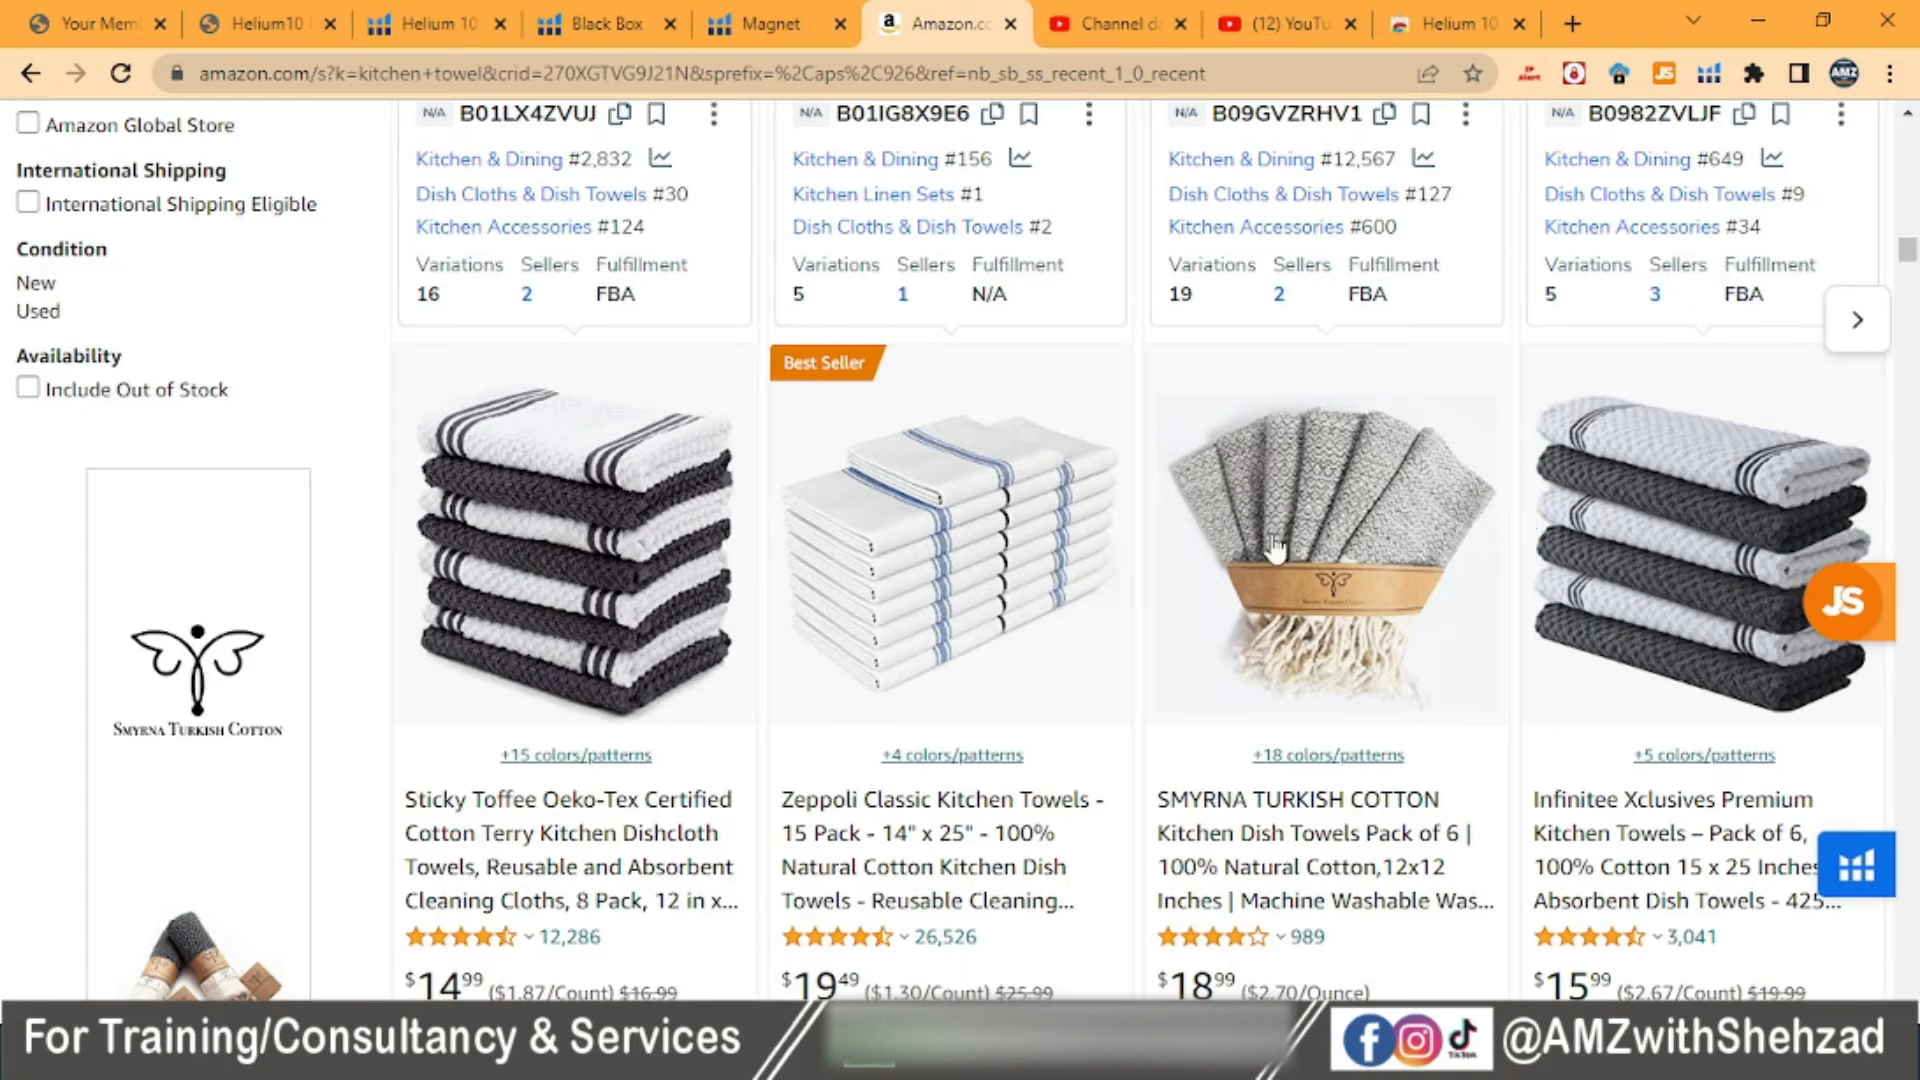 Your Mem
Helium10
Helium 10
Black Box
Magnet
Amazon.co
Channel d
(12) YouTu
Helium 10
amazon.com/s?k=kitchen+towel&crid=270XGTVG9J21N&sprefix=%2Caps%2C926&ref=nb_sb_ss_recent_1_0_recent
Amazon Global Store
International Shipping
International Shipping Eligible
Condition
New
Used
Availability
Include Out of Stock
SMYRNA TURKISH COTTON
N/A B01LX4ZVUJ
Kitchen & Dining #2,832
Dish Cloths & Dish Towels #30
Kitchen Accessories #124
Variations Sellers Fulfillment
16 2 FBA
+15 colors/patterns
Sticky Toffee Oeko-Tex Certified
Cotton Terry Kitchen Dishcloth
Towels, Reusable and Absorbent
Cleaning Cloths, 8 Pack, 12 in x...
12,286
$14.99 ($1.87/Count) $16.99
N/A B01IG8X9E6
Kitchen & Dining #156
Kitchen Linen Sets #1
Dish Cloths & Dish Towels #2
Variations Sellers Fulfillment
5 1 N/A
Best Seller
+4 colors/patterns
Zeppoli Classic Kitchen Towels -
15 Pack - 14" x 25" - 100%
Natural Cotton Kitchen Dish
Towels - Reusable Cleaning...
26,526
$19.49 ($1.30/Count) $25.99
N/A B09GVZRHV1
Kitchen & Dining #12,567
Dish Cloths & Dish Towels #127
Kitchen Accessories #600
Variations Sellers Fulfillment
19 2 FBA
+18 colors/patterns
SMYRNA TURKISH COTTON
Kitchen Dish Towels Pack of 6 |
100% Natural Cotton,12x12
Inches | Machine Washable Was...
989
$18.99 ($2.70/Ounce)
N/A B0982ZVLJF
Kitchen & Dining #649
Dish Cloths & Dish Towels #9
Kitchen Accessories #34
Variations Sellers Fulfillment
5 3 FBA
+5 colors/patterns
Infinitee Xclusives Premium
Kitchen Towels – Pack of 6,
100% Cotton 15 x 25 Inches
Absorbent Dish Towels - 425...
3,041
$15.99 ($2.67/Count) $19.99
JS
For Training/Consultancy & Services
@AMZwithShehzad